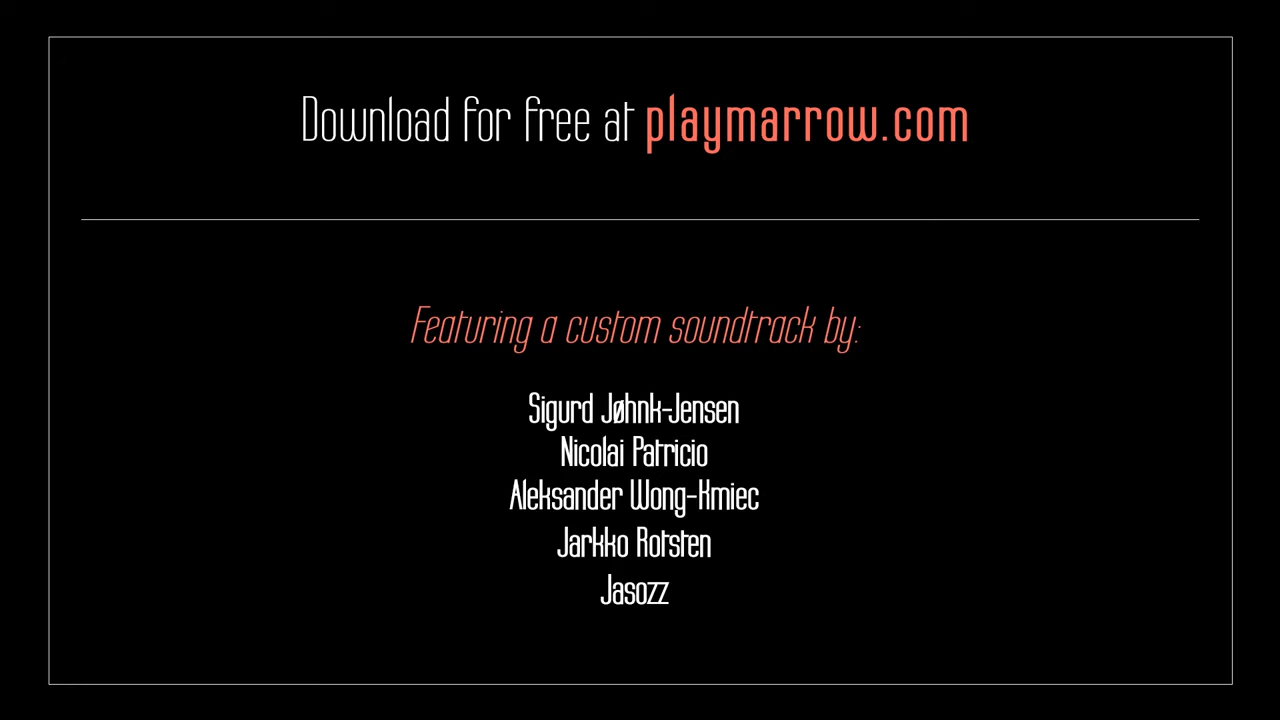 Download for free at playmarrow.com
Featuring a custom soundtrack by:
Sigurd Jøhnk-Jensen
Nicolai Patricio
Aleksander Wong-Kmiec
Jarkko Rotsten
Jasozz